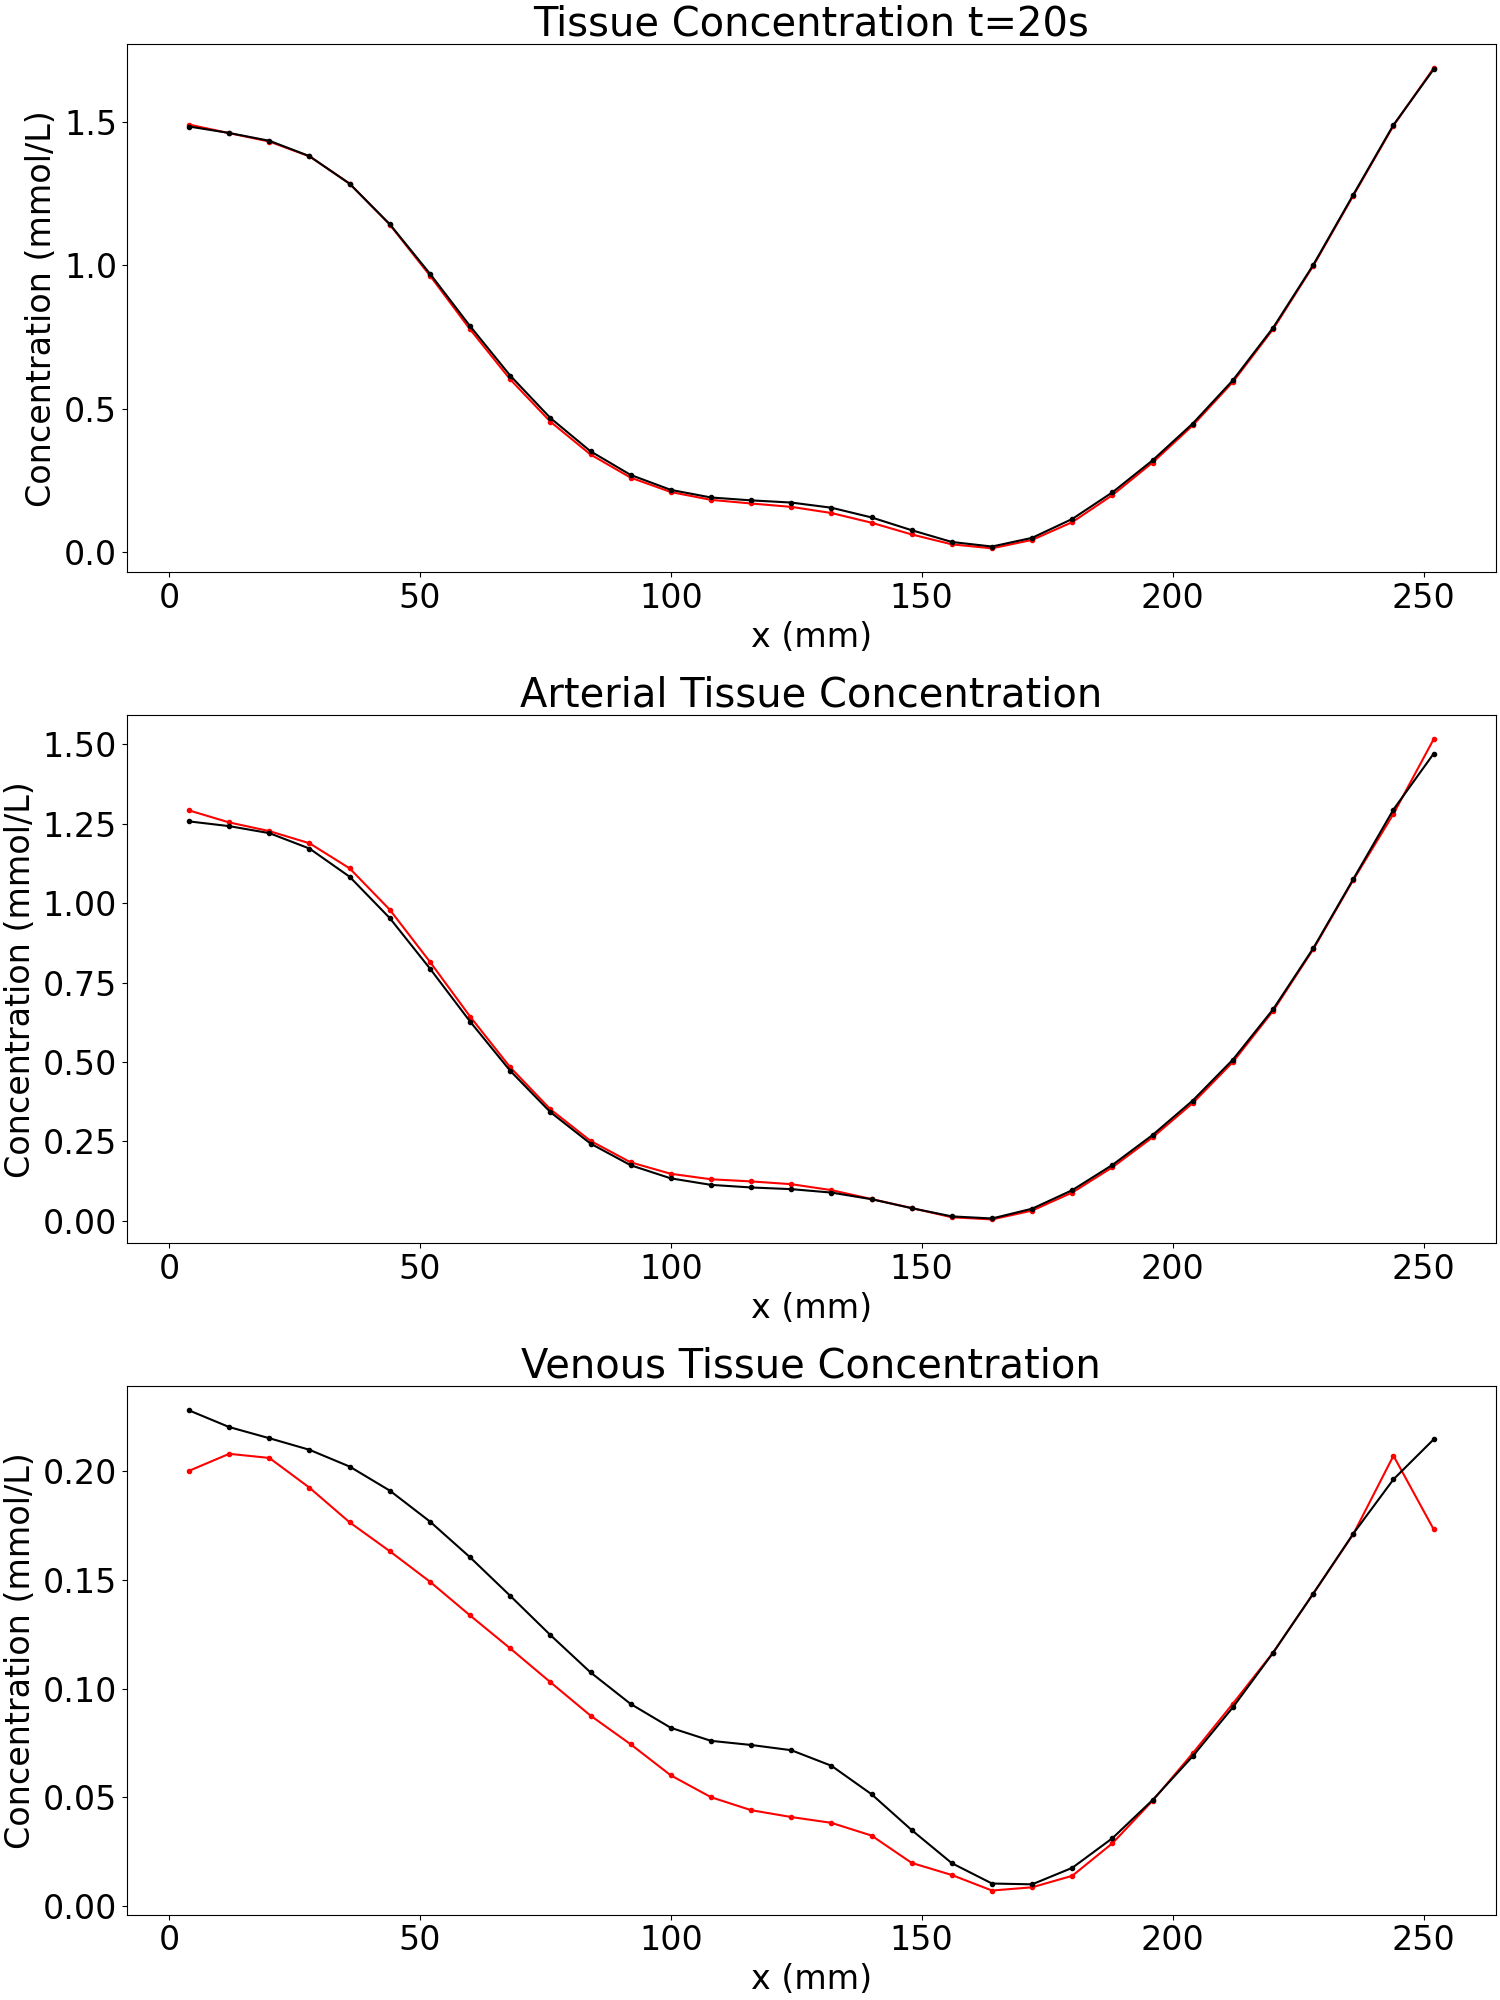 Tissue Concentration t=20s
Concentration (mmol/L)
1.5
1.0
0.5
0.0
0 50 100 150 200 250
x (mm)
Arterial Tissue Concentration
Concentration (mmol/L)
1.50
1.25
1.00
0.75
0.50
0.25
0.00
0 50 100 150 200 250
x (mm)
Venous Tissue Concentration
Concentration (mmol/L)
0.20
0.15
0.10
0.05
0.00
0 50 100 150 200 250
x (mm)